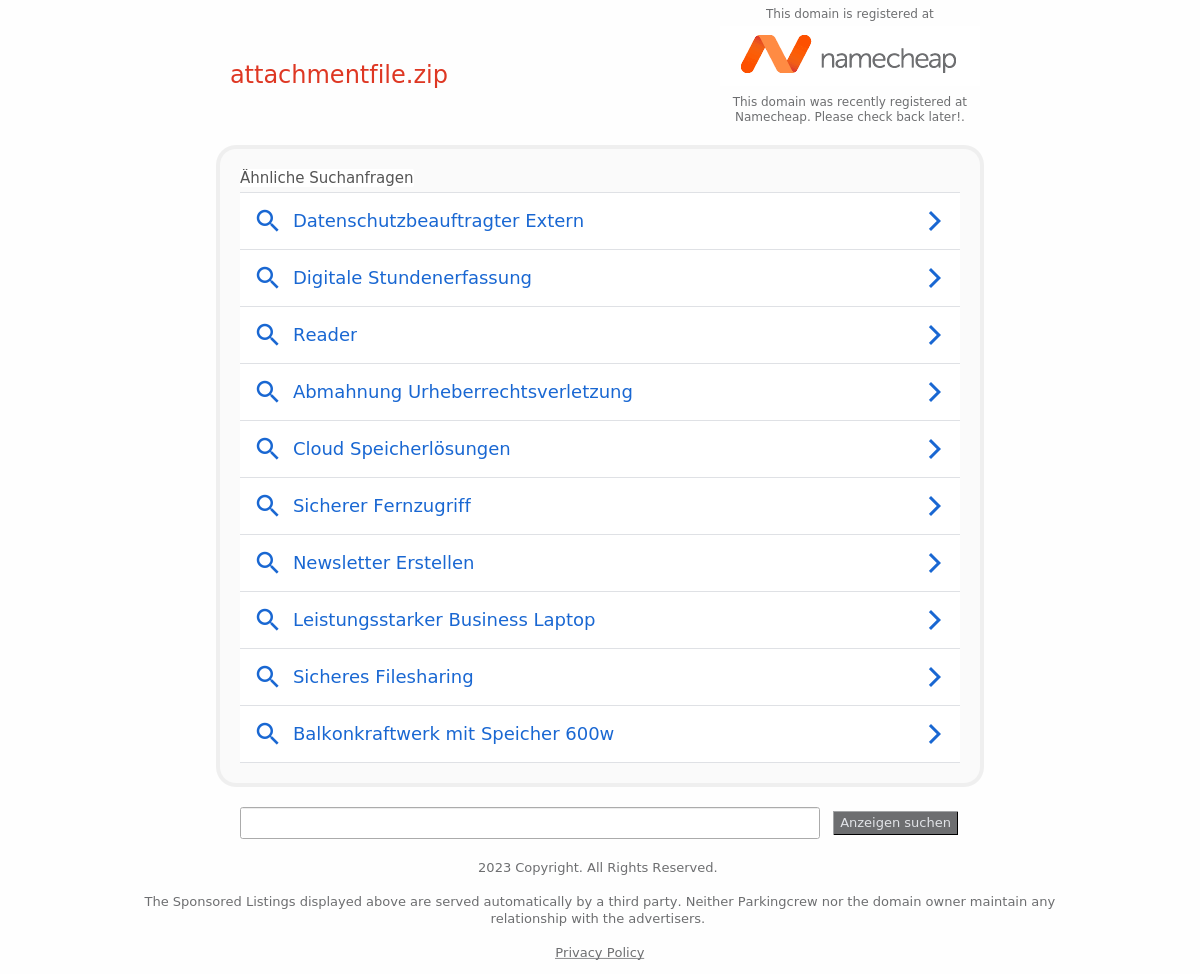 This domain is registered at
namecheap
attachmentfile.zip
This domain was recently registered at
Namecheap. Please check back later!.
Ähnliche Suchanfragen
Datenschutzbeauftragter Extern
Digitale Stundenerfassung
Reader
Abmahnung Urheberrechtsverletzung
Cloud Speicherlösungen
Sicherer Fernzugriff
Newsletter Erstellen
Leistungsstarker Business Laptop
Sicheres Filesharing
Balkonkraftwerk mit Speicher 600w
Anzeigen suchen
2023 Copyright. All Rights Reserved.
The Sponsored Listings displayed above are served automatically by a third party. Neither Parkingcrew nor the domain owner maintain any
relationship with the advertisers.
Privacy Policy